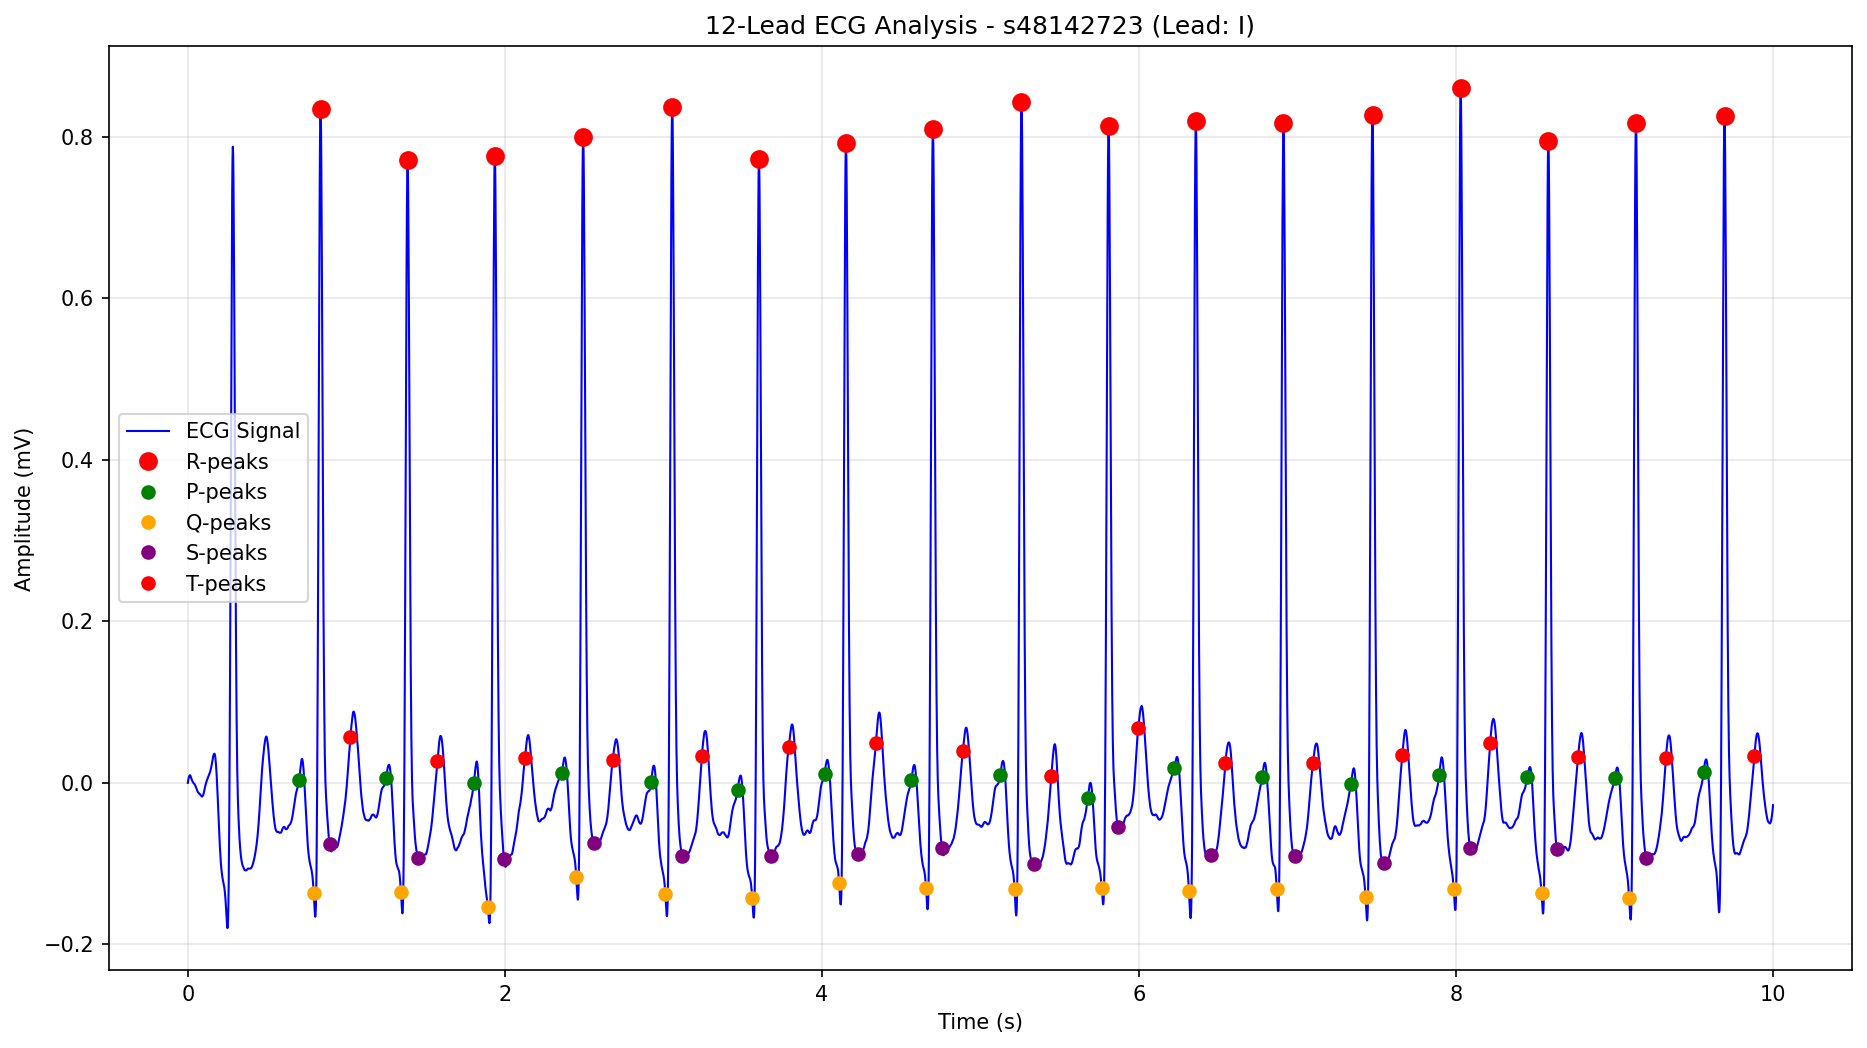 12-Lead ECG Analysis - s48142723 (Lead: I)
Amplitude (mV)
0.8
0.6
0.4
0.2
0.0
−0.2
ECG Signal
R-peaks
P-peaks
Q-peaks
S-peaks
T-peaks
0 2 4 6 8 10
Time (s)